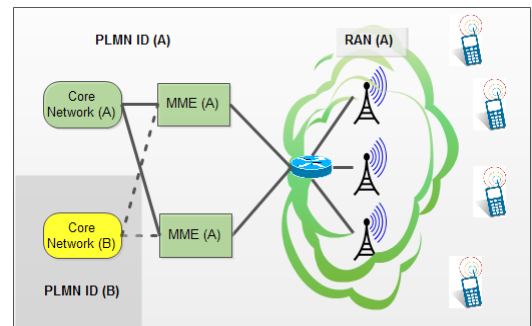 PLMN ID (A)
RAN (A)
Core
Network (A)
MME (A)
Core
Network (B)
MME (A)
PLMN ID (B)